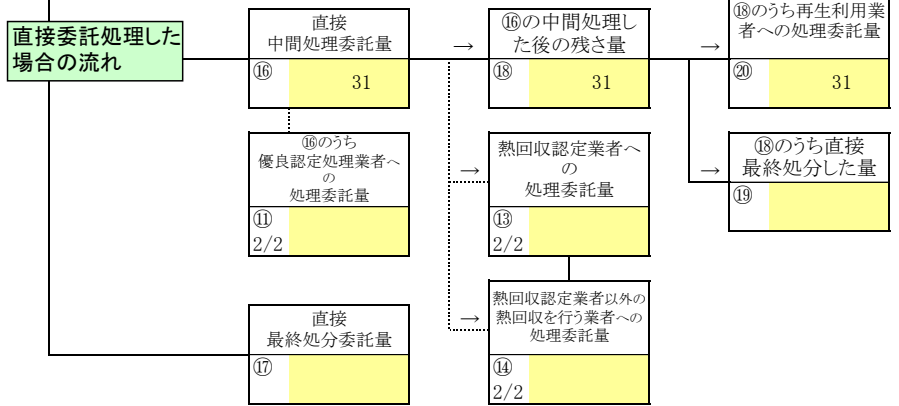 直接委託処理した
場合の流れ
直接
中間処理委託量
⑯
31
→
⑯の中間処理し
た後の残さ量
⑱
31
→
⑱のうち再生利用業
者への処理委託量
⑳
31
⑯のうち
優良認定処理業者へ
の
処理委託量
⑪
2/2
→
熱回収認定業者へ
の
処理委託量
⑬
2/2
→
⑱のうち直接
最終処分した量
⑲
直接
最終処分委託量
⑰
→
熱回収認定業者以外の
熱回収を行う業者への
処理委託量
⑭
2/2